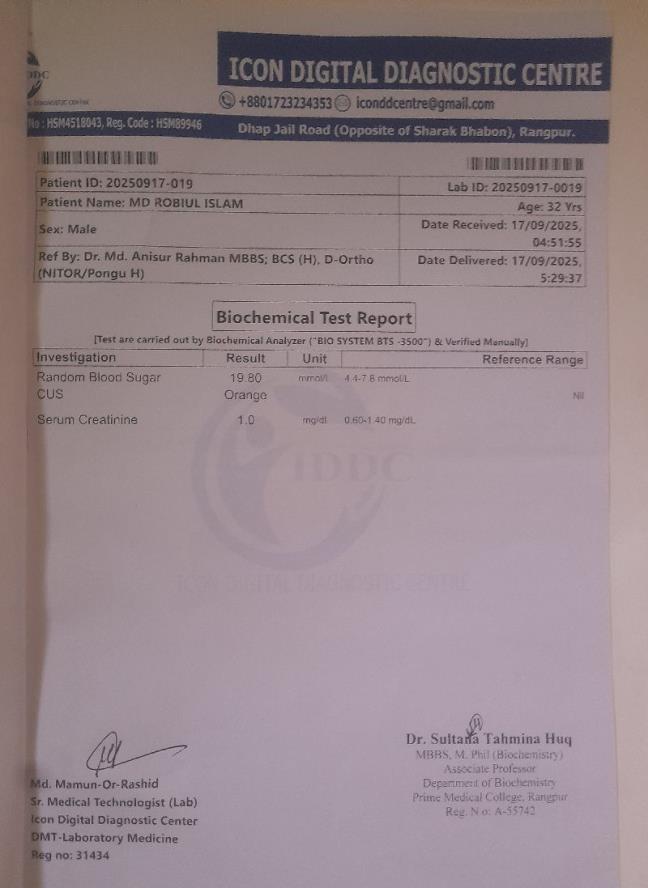 ICON DIGITAL DIAGNOSTIC CENTRE
+8801723234353 iconddcentre@gmail.com
No : HSM4518043, Reg. Code : HSM89946
Dhap Jail Road (Opposite of Sharak Bhabon), Rangpur.
Patient ID: 20250917-019
Lab ID: 20250917-0019
Patient Name: MD ROBIUL ISLAM
Age: 32 Yrs
Sex: Male
Date Received: 17/09/2025,
04:51:55
Ref By: Dr. Md. Anisur Rahman MBBS; BCS (H), D-Ortho
(NITOR/Pongu H)
Date Delivered: 17/09/2025,
5:29:37
Biochemical Test Report
[Test are carried out by Biochemical Analyzer ("BIO SYSTEM BTS -3500") & Verified Manually]
Investigation Result Unit Reference Range
Random Blood Sugar 19.80 mmol/l 4.4-7.8 mmol/L
CUS Orange Nil
Serum Creatinine 1.0 mg/dl 0.60-1.40 mg/dL
IDDC
ICON DIGITAL DIAGNOSTIC CENTRE
Md. Mamun-Or-Rashid
Sr. Medical Technologist (Lab)
Icon Digital Diagnostic Center
DMT-Laboratory Medicine
Reg no: 31434
Dr. Sultana Tahmina Huq
MBBS, M. Phil (Biochemistry)
Associate Professor
Department of Biochemistry
Prime Medical College, Rangpur
Reg. No: A-55742